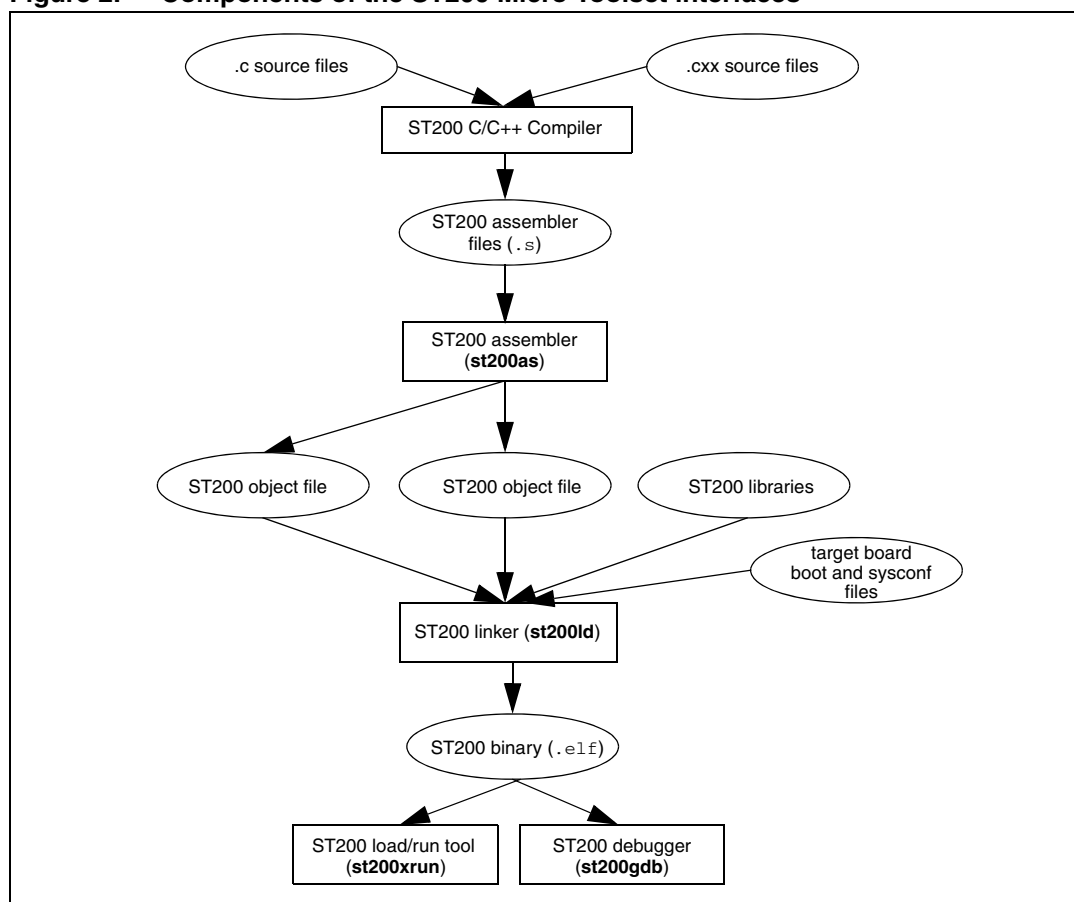 Figure 2. Components of the ST200 Micro Toolset interfaces
.c source files
.cxx source files
ST200 C/C++ Compiler
ST200 assembler
files (.s)
ST200 assembler
(st200as)
ST200 object file
ST200 object file
ST200 libraries
target board
boot and sysconf
files
ST200 linker (st200ld)
ST200 binary (.elf)
ST200 load/run tool
(st200xrun)
ST200 debugger
(st200gdb)